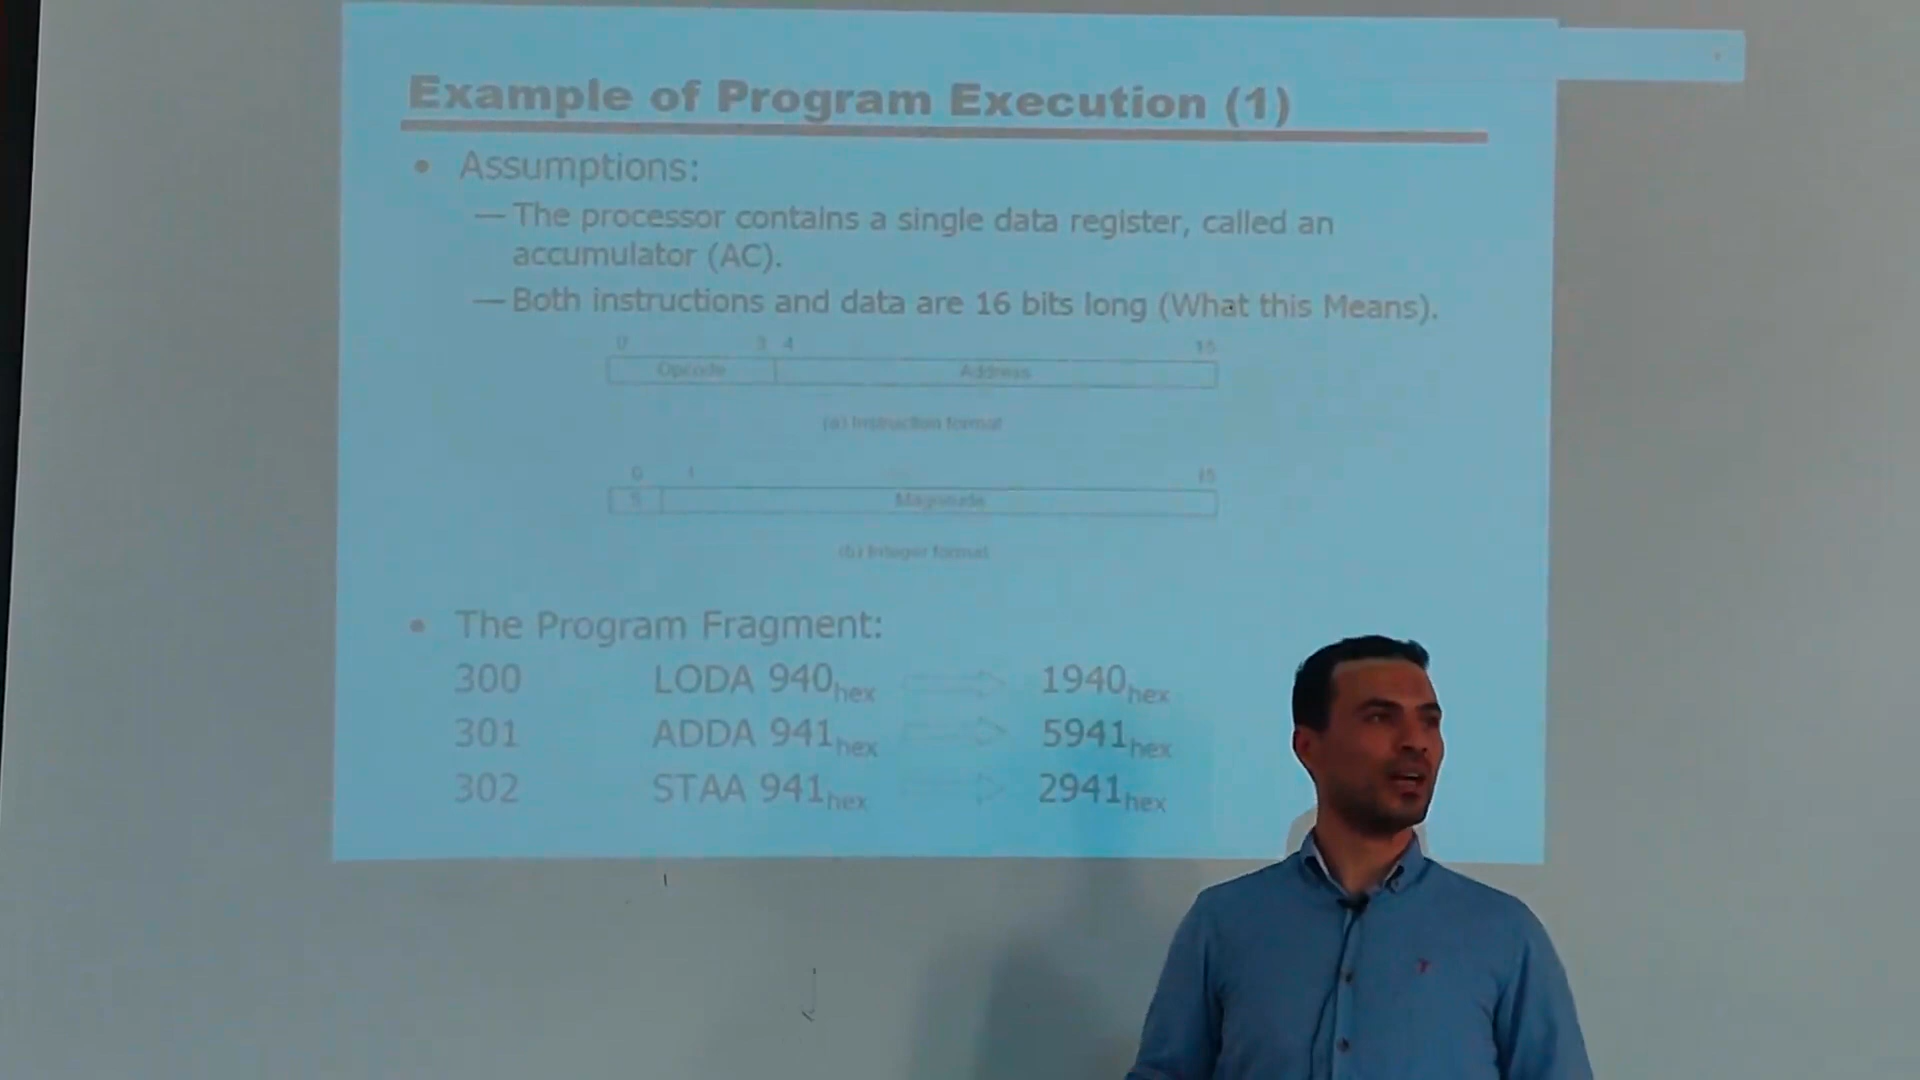 Example of Program Execution (1)
• Assumptions:
— The processor contains a single data register, called an
accumulator (AC).
— Both instructions and data are 16 bits long (What this Means).
0 3 4 15
Opcode Address
(a) Instruction format
0 1 15
S Magnitude
(b) Integer format
• The Program Fragment:
300 LODA 940hex 1940hex
301 ADDA 941hex 5941hex
302 STAA 941hex 2941hex